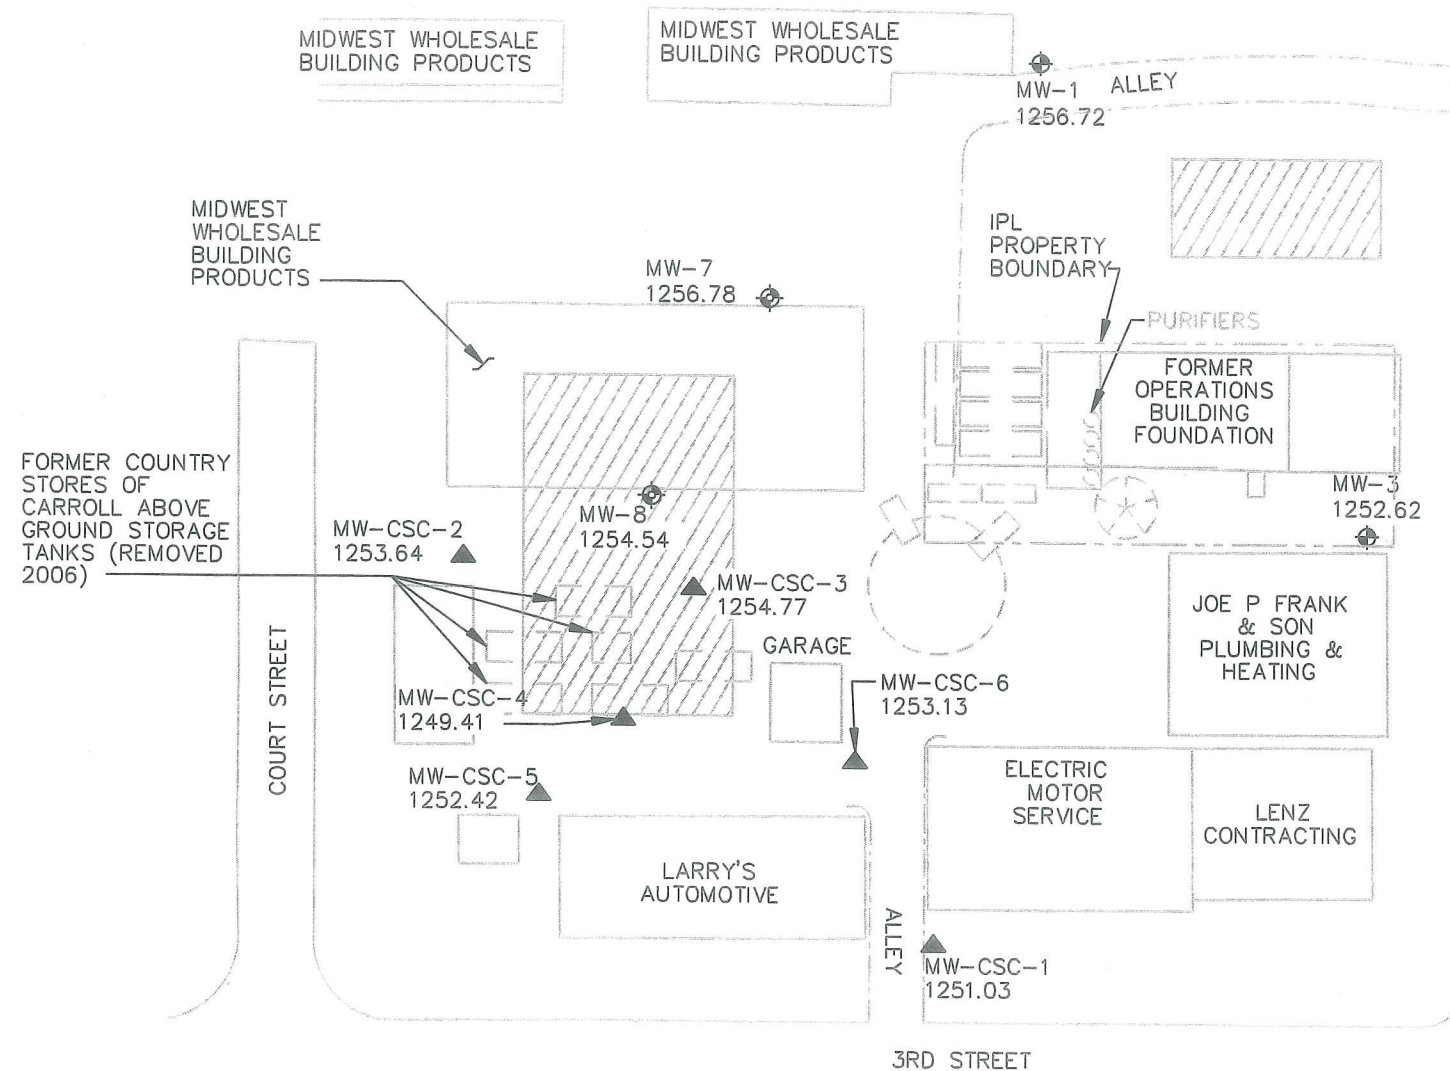 MIDWEST WHOLESALE
BUILDING PRODUCTS
MIDWEST WHOLESALE
BUILDING PRODUCTS
MW-1
1256.72
ALLEY
MIDWEST
WHOLESALE
BUILDING
PRODUCTS
MW-7
1256.78
IPL
PROPERTY
BOUNDARY
PURIFIERS
FORMER
OPERATIONS
BUILDING
FOUNDATION
FORMER COUNTRY
STORES OF
CARROLL ABOVE
GROUND STORAGE
TANKS (REMOVED
2006)
MW-CSC-2
1253.64
MW-8
1254.54
MW-3
1252.62
MW-CSC-3
1254.77
JOE P FRANK
& SON
PLUMBING &
HEATING
GARAGE
MW-CSC-4
1249.41
MW-CSC-6
1253.13
COURT STREET
MW-CSC-5
1252.42
ELECTRIC
MOTOR
SERVICE
LENZ
CONTRACTING
LARRY'S
AUTOMOTIVE
ALLEY
MW-CSC-1
1251.03
3RD STREET